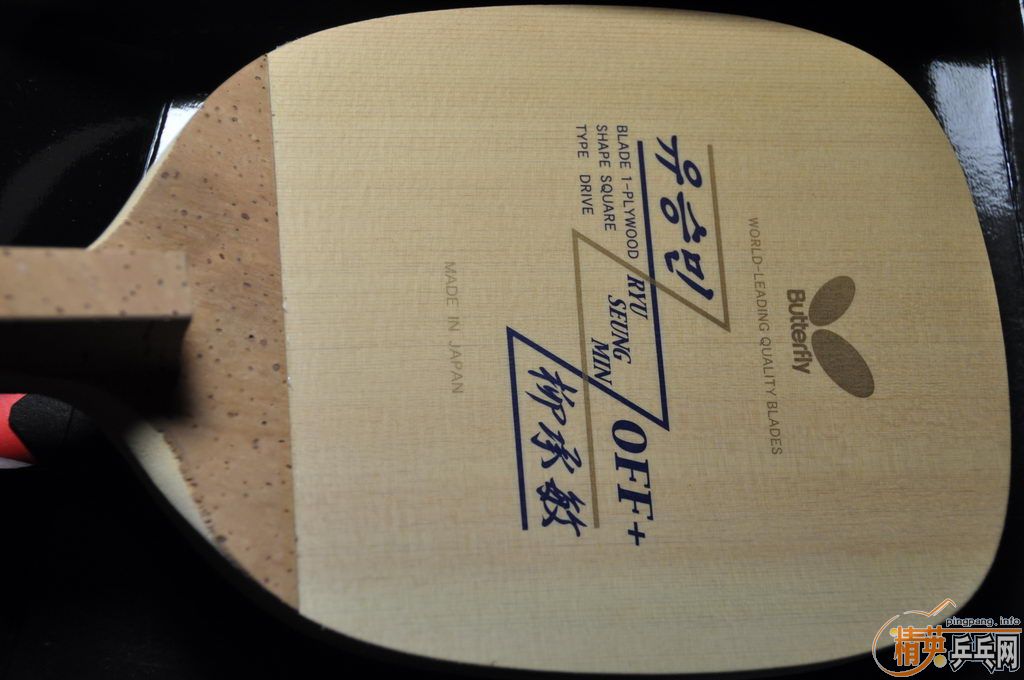 Butterfly
WORLD-LEADING QUALITY BLADES
유승민
BLADE 1-PLYWOOD
SHAPE SQUARE
TYPE DRIVE
RYU
SEUNG
MIN
OFF+
柳承敏
MADE IN JAPAN
pingpang.info
精英乒乓网